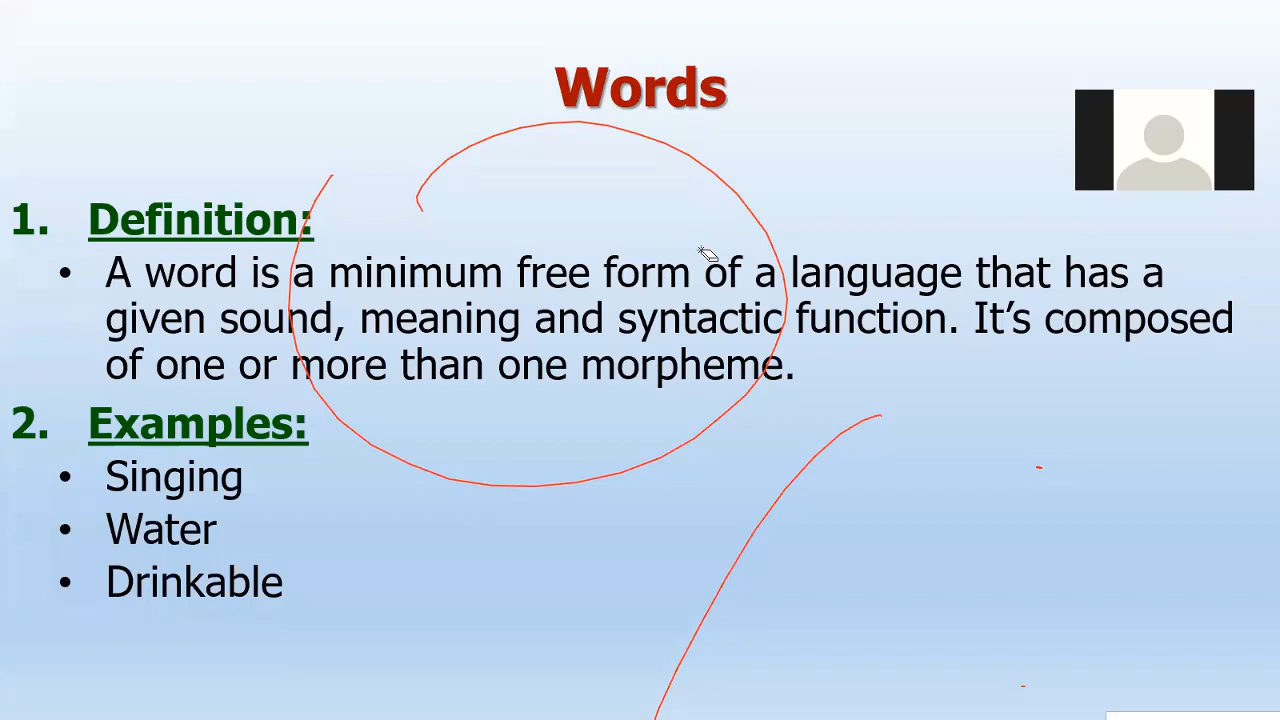 Words
1. Definition:
• A word is a minimum free form of a language that has a
given sound, meaning and syntactic function. It’s composed
of one or more than one morpheme.
2. Examples:
• Singing
• Water
• Drinkable